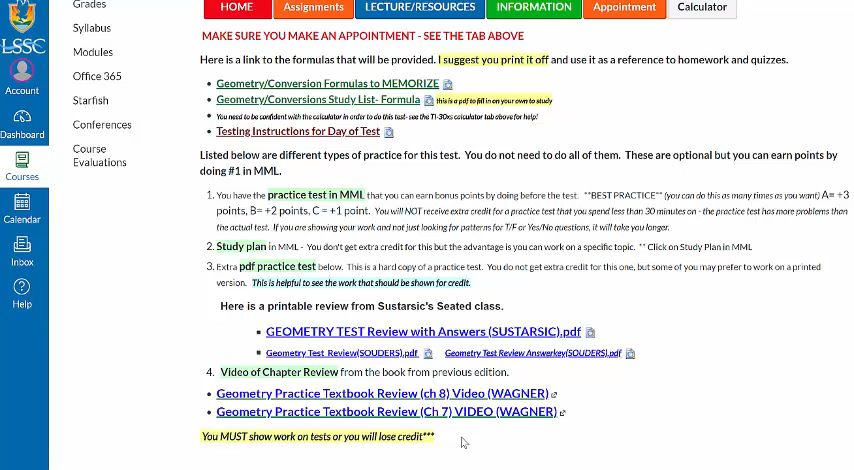 Grades
HOME Assignments LECTURE/RESOURCES INFORMATION Appointment Calculator
Syllabus
Modules
Office 365
Starfish
Conferences
Course
Evaluations
LSSC
Account
Dashboard
Courses
Calendar
Inbox
Help
MAKE SURE YOU MAKE AN APPOINTMENT - SEE THE TAB ABOVE
Here is a link to the formulas that will be provided. I suggest you print it off and use it as a reference to homework and quizzes.
• Geometry/Conversion Formulas to MEMORIZE
• Geometry/Conversions Study List- Formula this is a pdf to fill in on your own to study
• You need to be confident with the calculator in order to do this test- see the TI-30xs calculator tab above for help!
• Testing Instructions for Day of Test
Listed below are different types of practice for this test. You do not need to do all of them. These are optional but you can earn points by
doing #1 in MML.
1. You have the practice test in MML that you can earn bonus points by doing before the test. **BEST PRACTICE** (you can do this as many times as you want) A= +3
points, B= +2 points, C = +1 point. You will NOT receive extra credit for a practice test that you spend less than 30 minutes on - the practice test has more problems than
the actual test. If you are showing your work and not just looking for patterns for T/F or Yes/No questions, it will take you longer.
2. Study plan in MML - You don't get extra credit for this but the advantage is you can work on a specific topic. ** Click on Study Plan in MML
3. Extra pdf practice test below. This is a hard copy of a practice test. You do not get extra credit for this one, but some of you may prefer to work on a printed
version. This is helpful to see the work that should be shown for credit.
Here is a printable review from Sustarsic's Seated class.
▪ GEOMETRY TEST Review with Answers (SUSTARSIC).pdf
▪ Geometry Test Review(SOUDERS).pdf Geometry Test Review Answerkey(SOUDERS).pdf
4. Video of Chapter Review from the book from previous edition.
• Geometry Practice Textbook Review (ch 8) Video (WAGNER)
• Geometry Practice Textbook Review (Ch 7) VIDEO (WAGNER)
You MUST show work on tests or you will lose credit***